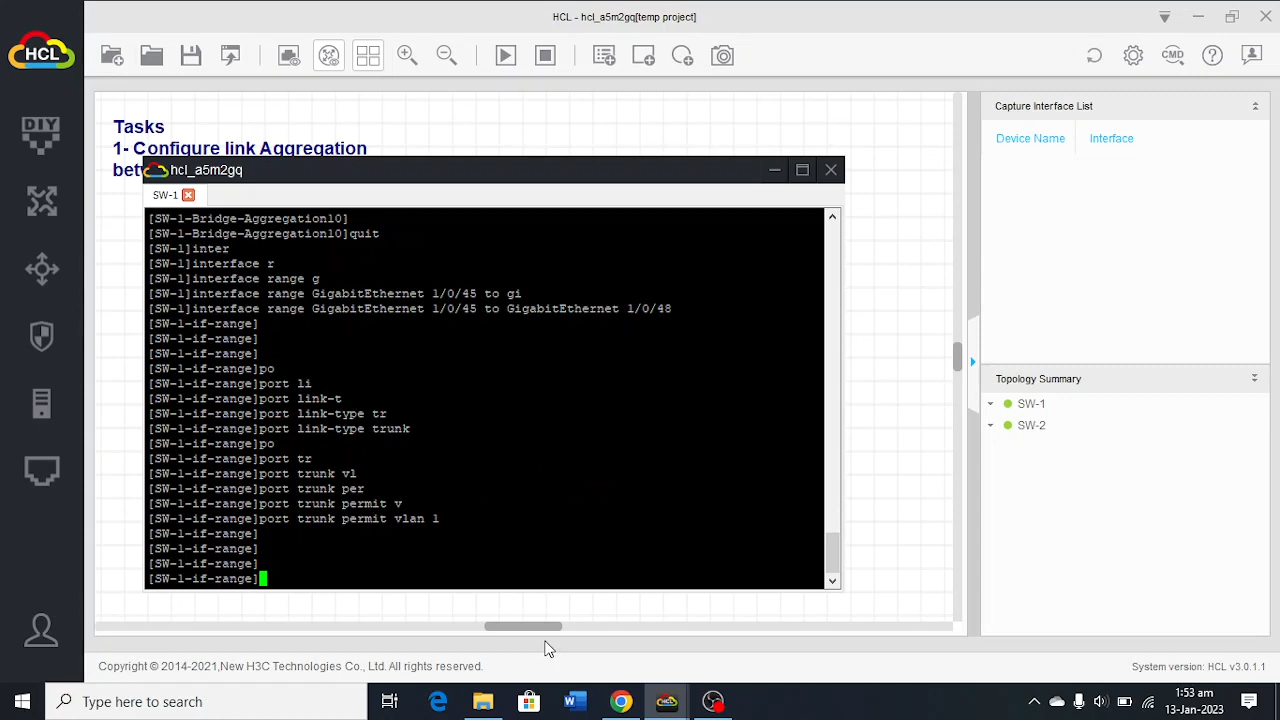 HCL - hcl_a5m2gq[temp project]
HCL
DIY
CMD
Tasks
1- Configure link Aggregation
bet
hcl_a5m2gq
SW-1
[SW-1-Bridge-Aggregation10]
[SW-1-Bridge-Aggregation10]quit
[SW-1]inter
[SW-1]interface r
[SW-1]interface range g
[SW-1]interface range GigabitEthernet 1/0/45 to gi
[SW-1]interface range GigabitEthernet 1/0/45 to GigabitEthernet 1/0/48
[SW-1-if-range]
[SW-1-if-range]
[SW-1-if-range]
[SW-1-if-range]po
[SW-1-if-range]port li
[SW-1-if-range]port link-t
[SW-1-if-range]port link-type tr
[SW-1-if-range]port link-type trunk
[SW-1-if-range]po
[SW-1-if-range]port tr
[SW-1-if-range]port trunk vl
[SW-1-if-range]port trunk per
[SW-1-if-range]port trunk permit v
[SW-1-if-range]port trunk permit vlan 1
[SW-1-if-range]
[SW-1-if-range]
[SW-1-if-range]
[SW-1-if-range]
Capture Interface List
Device Name Interface
Topology Summary
SW-1
SW-2
Copyright © 2014-2021,New H3C Technologies Co., Ltd. All rights reserved.
System version: HCL v3.0.1.1
Type here to search
1:53 am
13-Jan-2023